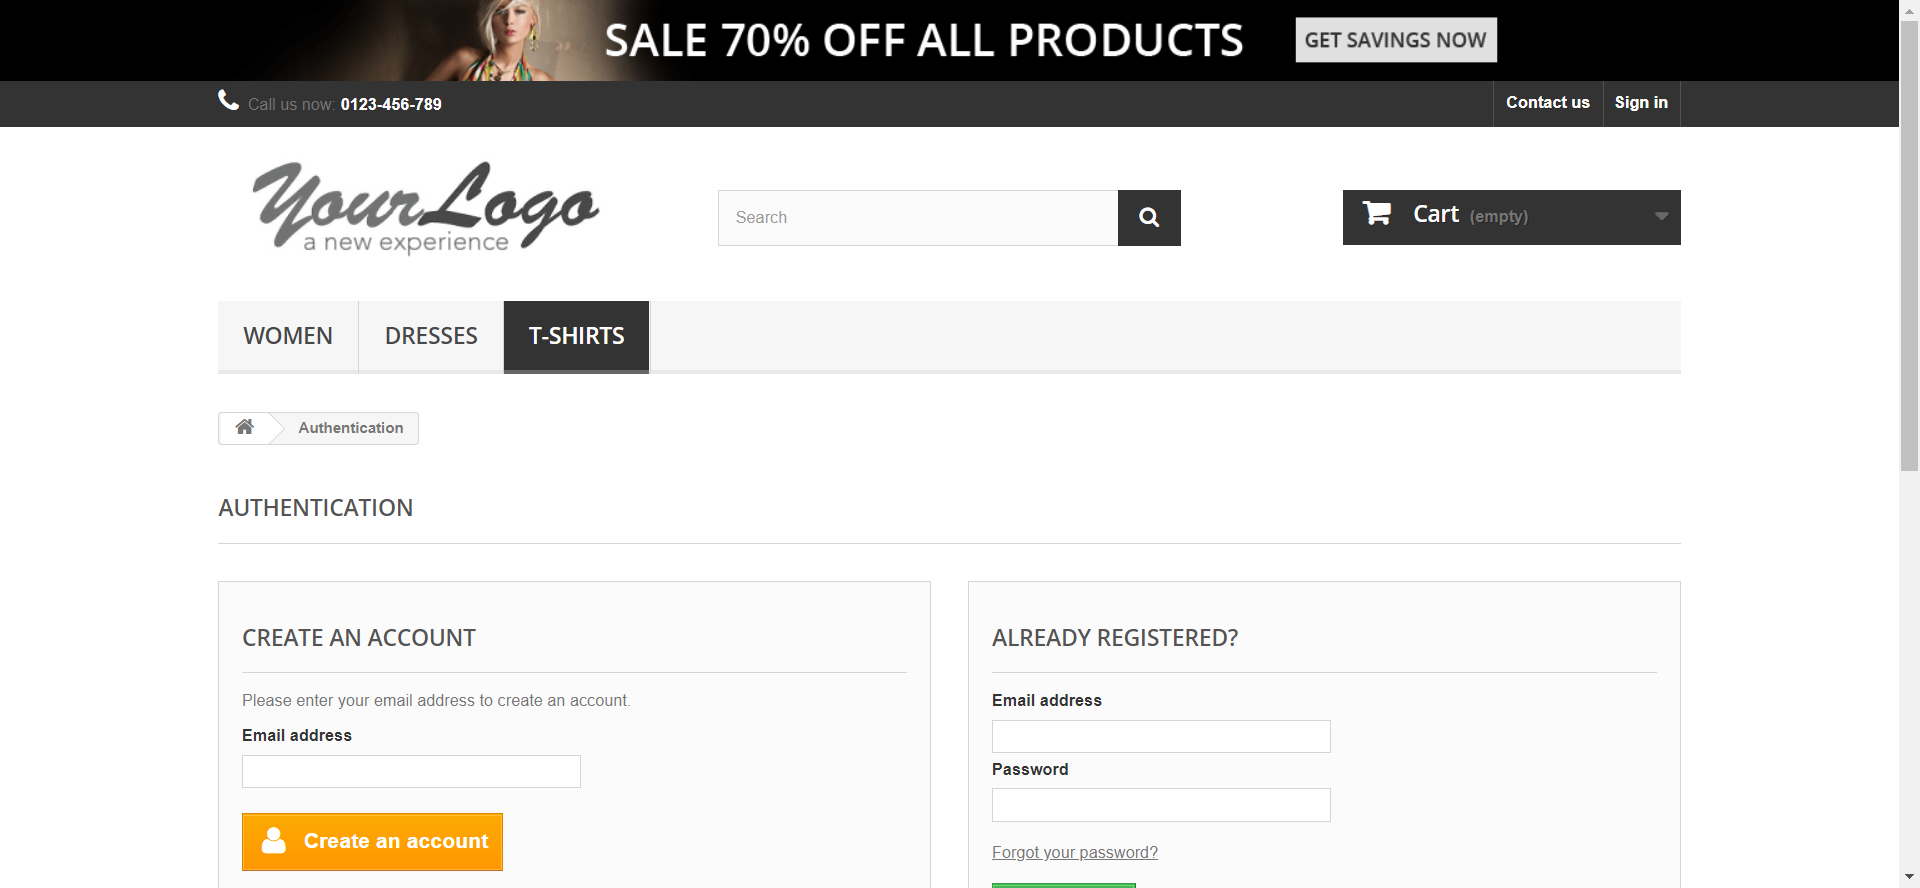 SALE 70% OFF ALL PRODUCTS
GET SAVINGS NOW
Call us now: 0123-456-789
Contact us
Sign in
Your Logo
a new experience
Search
Cart (empty)
WOMEN
DRESSES
T-SHIRTS
Authentication
AUTHENTICATION
CREATE AN ACCOUNT
Please enter your email address to create an account.
Email address
Create an account
ALREADY REGISTERED?
Email address
Password
Forgot your password?